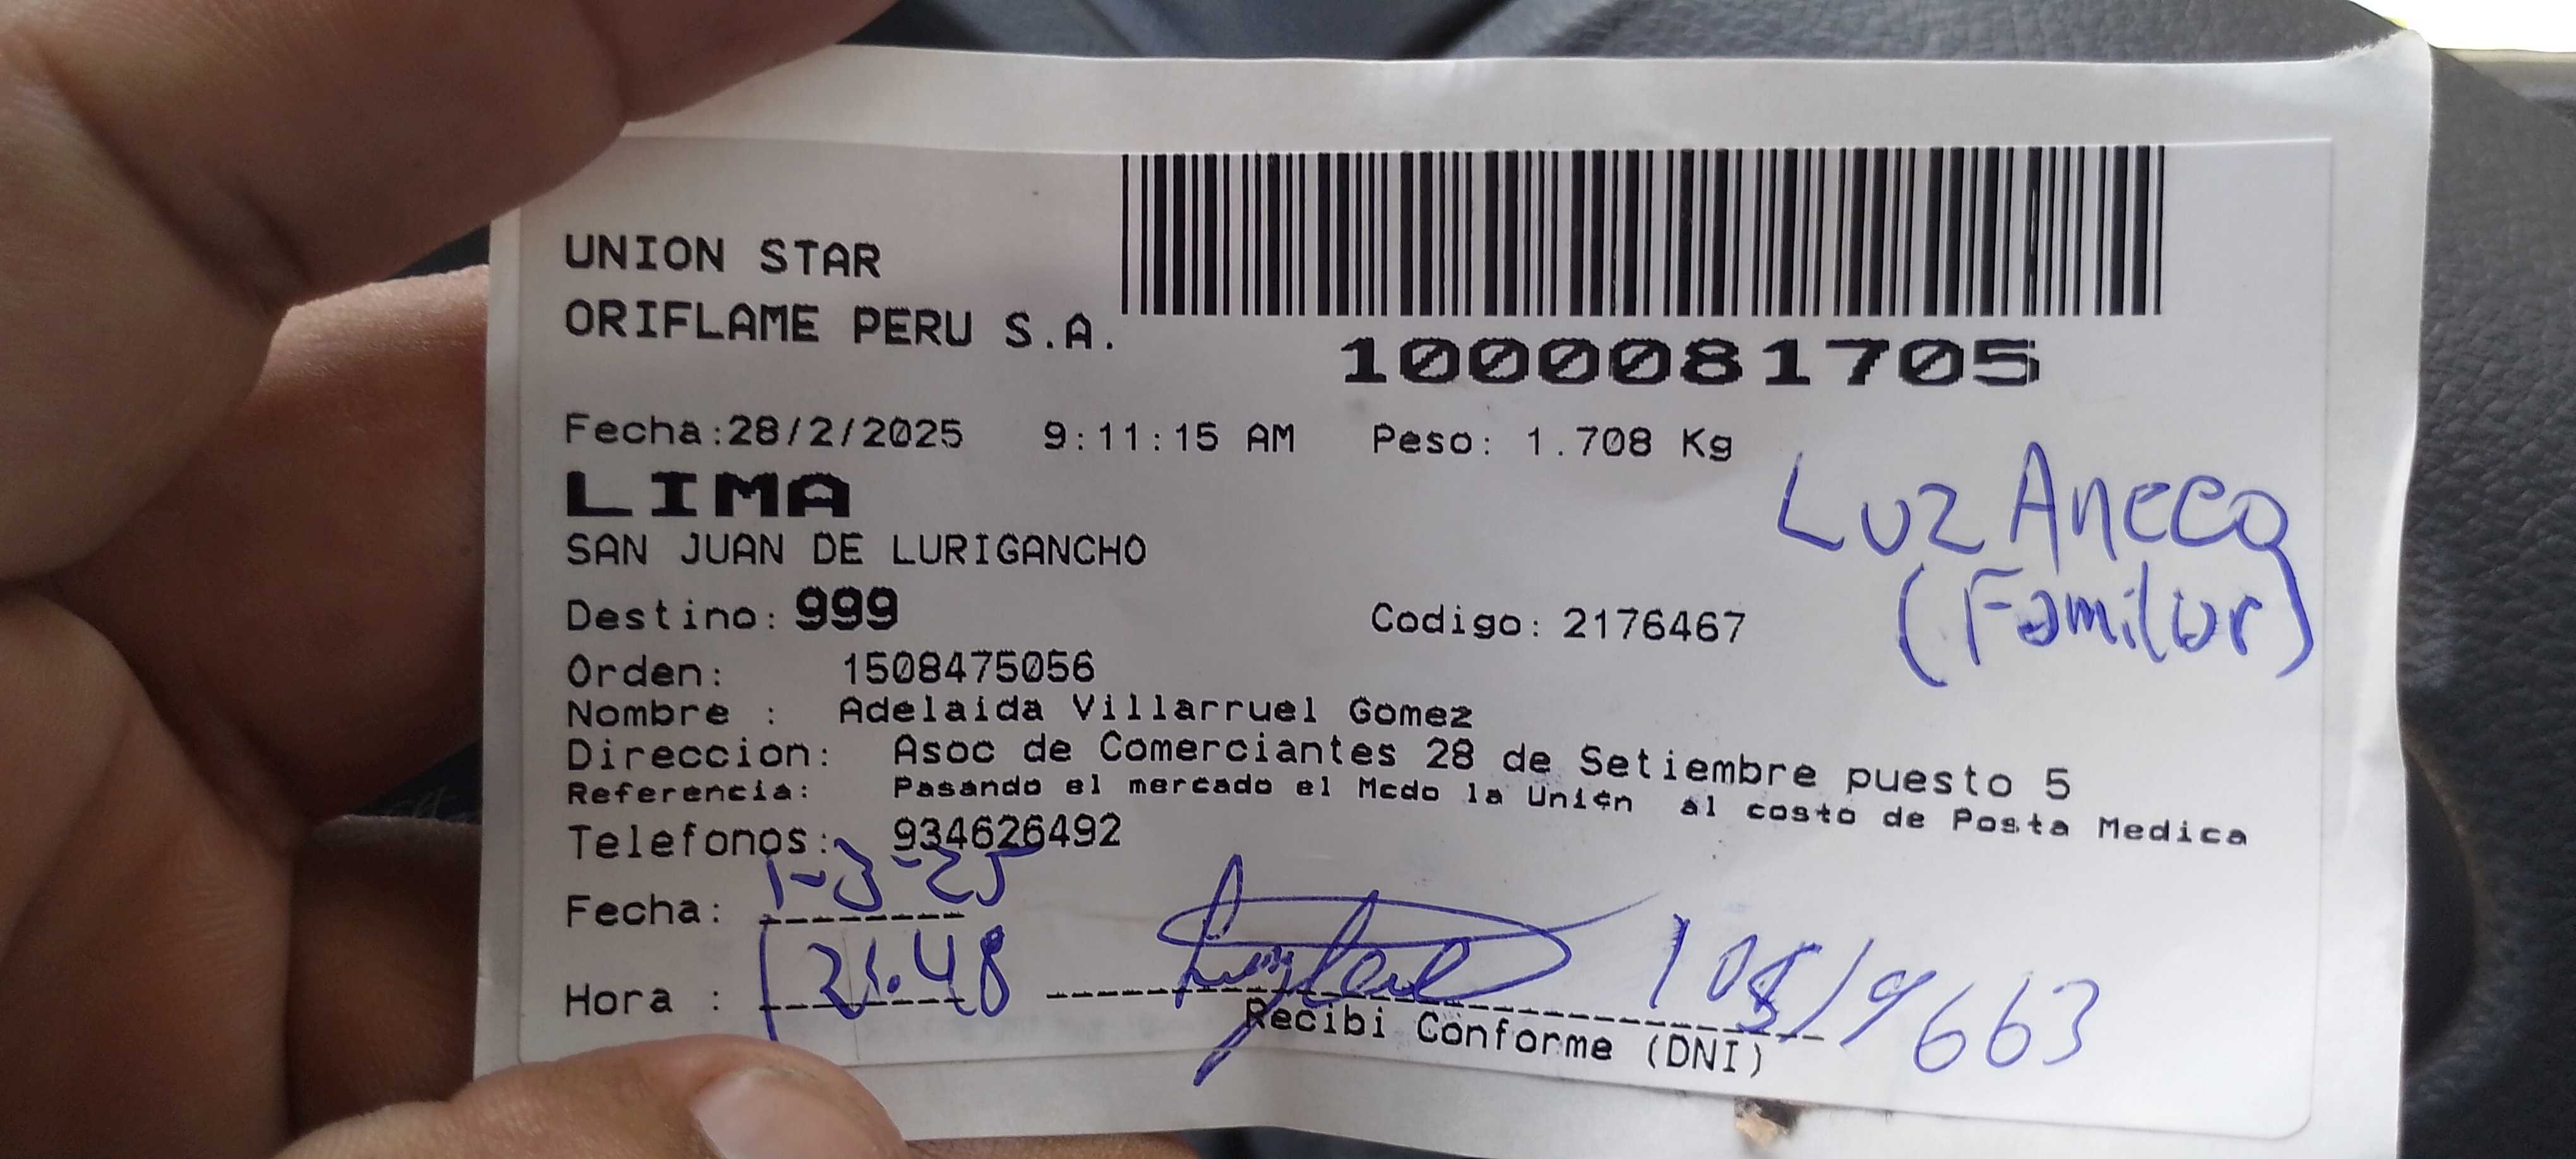 UNION STAR
ORIFLAME PERU S.A.
1000081705
Fecha:28/2/2025 9:11:15 AM Peso: 1.708 Kg
LIMA
SAN JUAN DE LURIGANCHO
Luz Ancco
(Familiar)
Destino: 999 Codigo: 2176467
Orden: 1508475056
Nombre : Adelaida Villarruel Gomez
Direccion: Asoc de Comerciantes 28 de Setiembre puesto 5
Referencia: Pasando el mercado el Mcdo la Unión al costo de Posta Medica
Telefonos: 934626492
Fecha: 1-3-25
Hora :
Recibi Conforme (DNI)